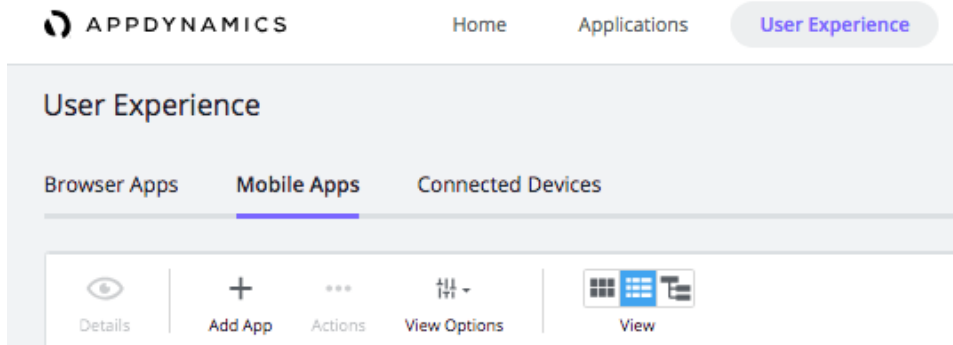 APPDYNAMICS Home Applications User Experience
User Experience
Browser Apps Mobile Apps Connected Devices
Details Add App Actions View Options View